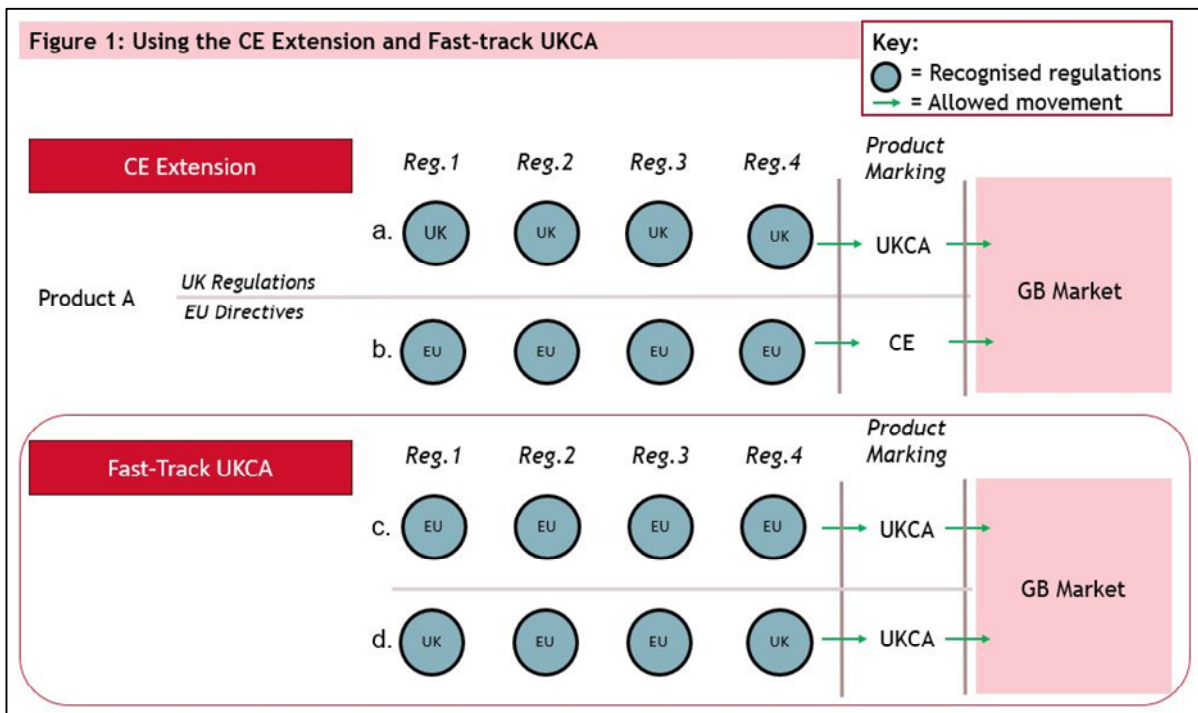 Figure 1: Using the CE Extension and Fast-track UKCA
Key:
= Recognised regulations
= Allowed movement
CE Extension
Reg.1 Reg.2 Reg.3 Reg.4 Product
Marking
a. UK UK UK UK UKCA
Product A
UK Regulations
EU Directives
GB Market
b. EU EU EU EU CE
Fast-Track UKCA
Reg.1 Reg.2 Reg.3 Reg.4 Product
Marking
c. EU EU EU EU UKCA
GB Market
d. UK EU EU UK UKCA